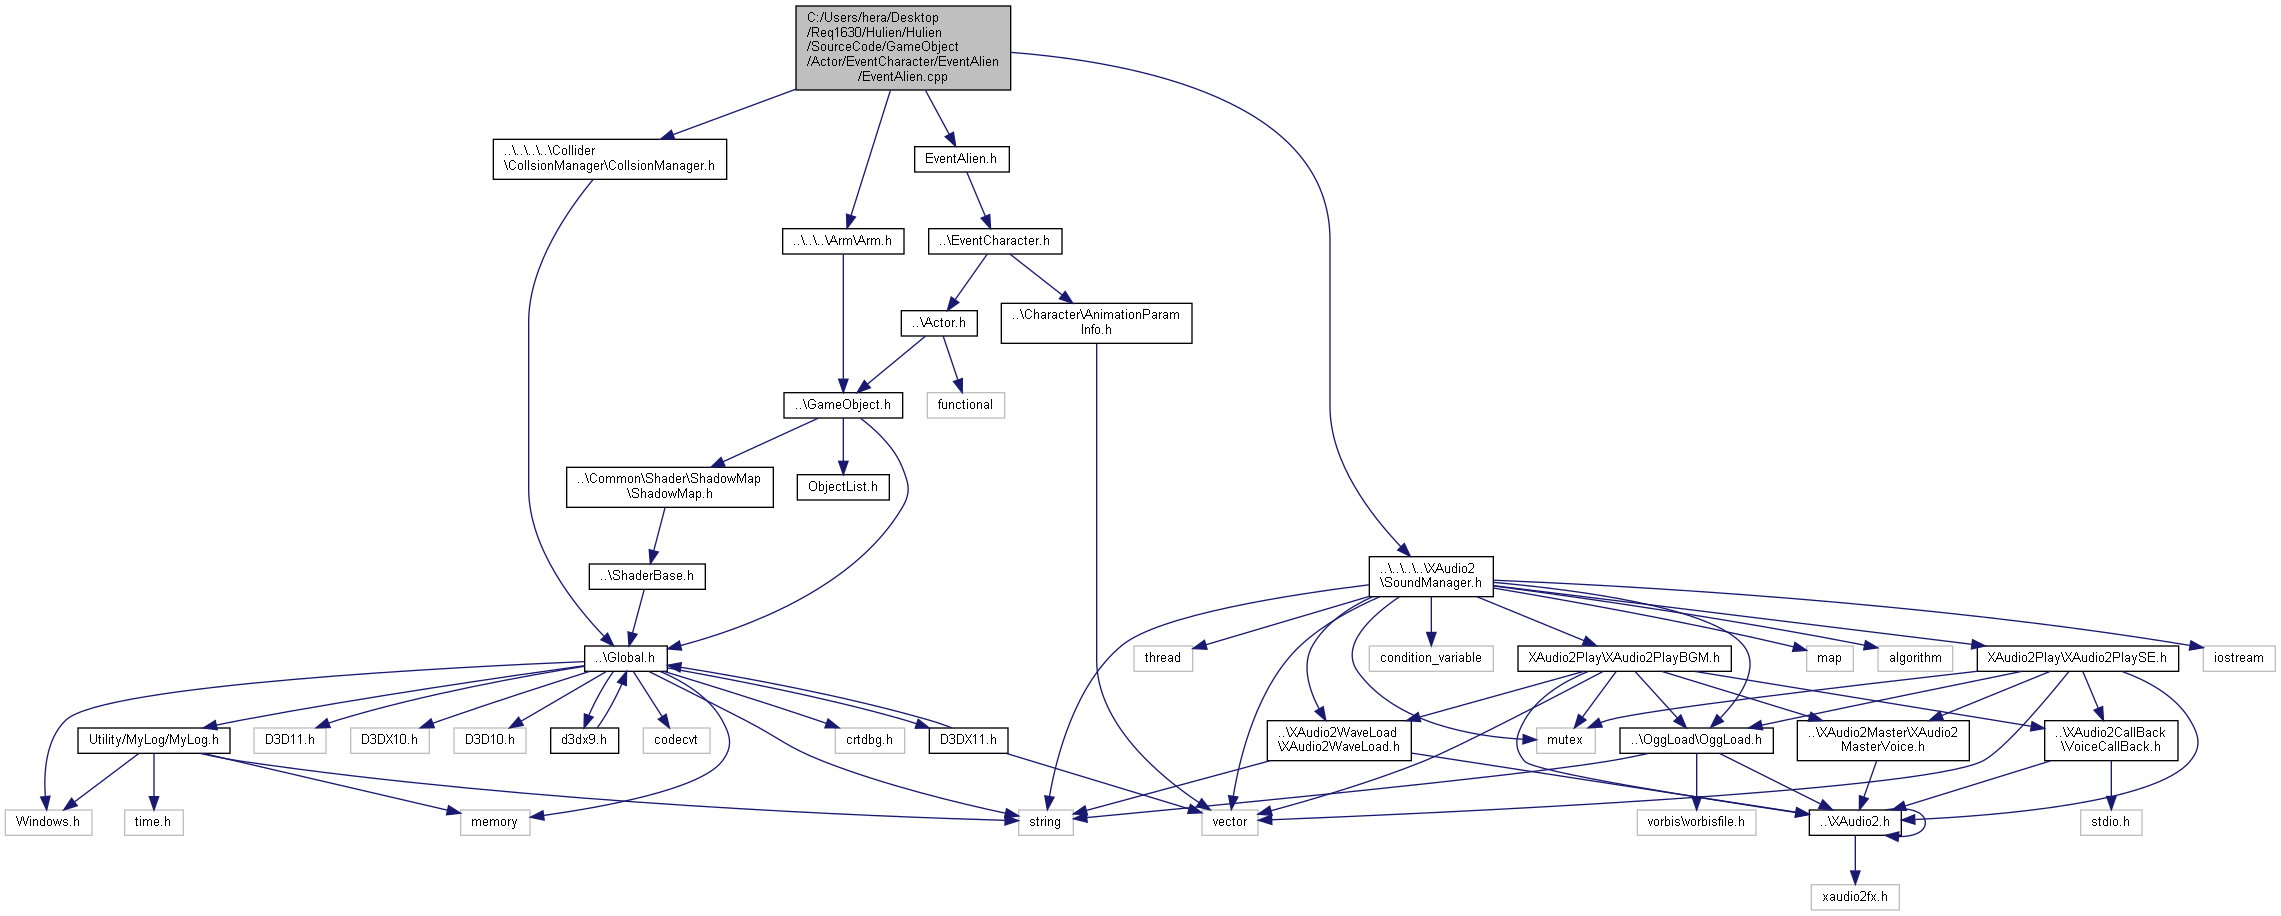 C:/Users/hera/Desktop
/Req1630/Hulien/Hulien
/SourceCode/GameObject
/Actor/EventCharacter/EventAlien
/EventAlien.cpp
..\..\..\..\Collider
\CollsionManager\CollsionManager.h
EventAlien.h
..\..\..\Arm\Arm.h
..\EventCharacter.h
..\Actor.h
..\Character\AnimationParam
Info.h
..\GameObject.h
functional
..\Common\Shader\ShadowMap
\ShadowMap.h
ObjectList.h
..\ShaderBase.h
..\..\..\..\XAudio2
\SoundManager.h
..\Global.h
thread
condition_variable
XAudio2Play\XAudio2PlayBGM.h
map
algorithm
XAudio2Play\XAudio2PlaySE.h
iostream
Utility/MyLog/MyLog.h
D3D11.h
D3DX10.h
D3D10.h
d3dx9.h
codecvt
crtdbg.h
D3DX11.h
..\XAudio2WaveLoad
\XAudio2WaveLoad.h
mutex
..\OggLoad\OggLoad.h
..\XAudio2Master\XAudio2
MasterVoice.h
..\XAudio2CallBack
\VoiceCallBack.h
Windows.h
time.h
memory
string
vector
vorbis\vorbisfile.h
..\XAudio2.h
stdio.h
xaudio2fx.h